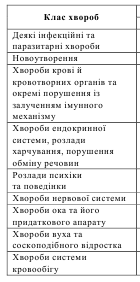 Клас хвороб
Деякі інфекційні та
паразитарні хвороби
Новоутворення
Хвороби крові й
кровотворних органів та
окремі порушення із
залученням імунного
механізму
Хвороби ендокринної
системи, розлади
харчування, порушення
обміну речовин
Розлади психіки
та поведінки
Хвороби нервової системи
Хвороби ока та його
придаткового апарату
Хвороби вуха та
соскоподібного відростка
Хвороби системи
кровообігу